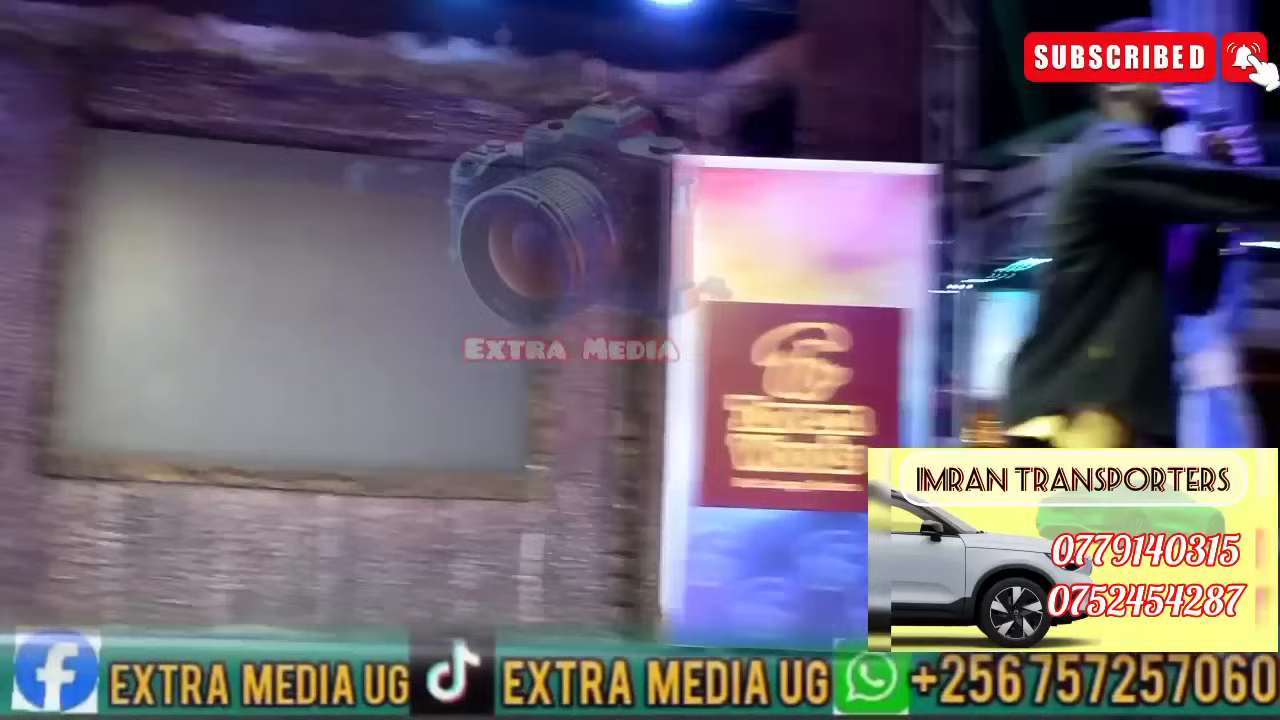 SUBSCRIBED
EXTRA MEDIA
IMRAN TRANSPORTERS
0779140315
0752454287
EXTRA MEDIA UG
EXTRA MEDIA UG
+256757257060